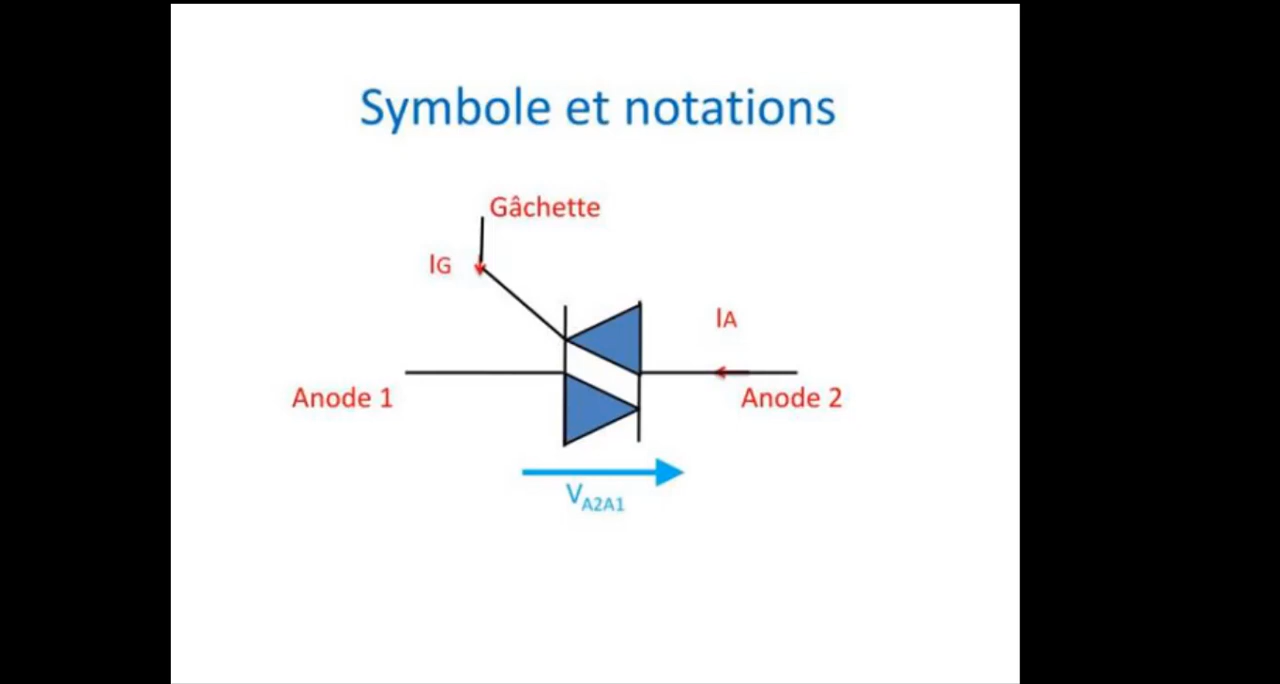 Symbole et notations
Gâchette
IG
IA
Anode 1
Anode 2
VA2A1